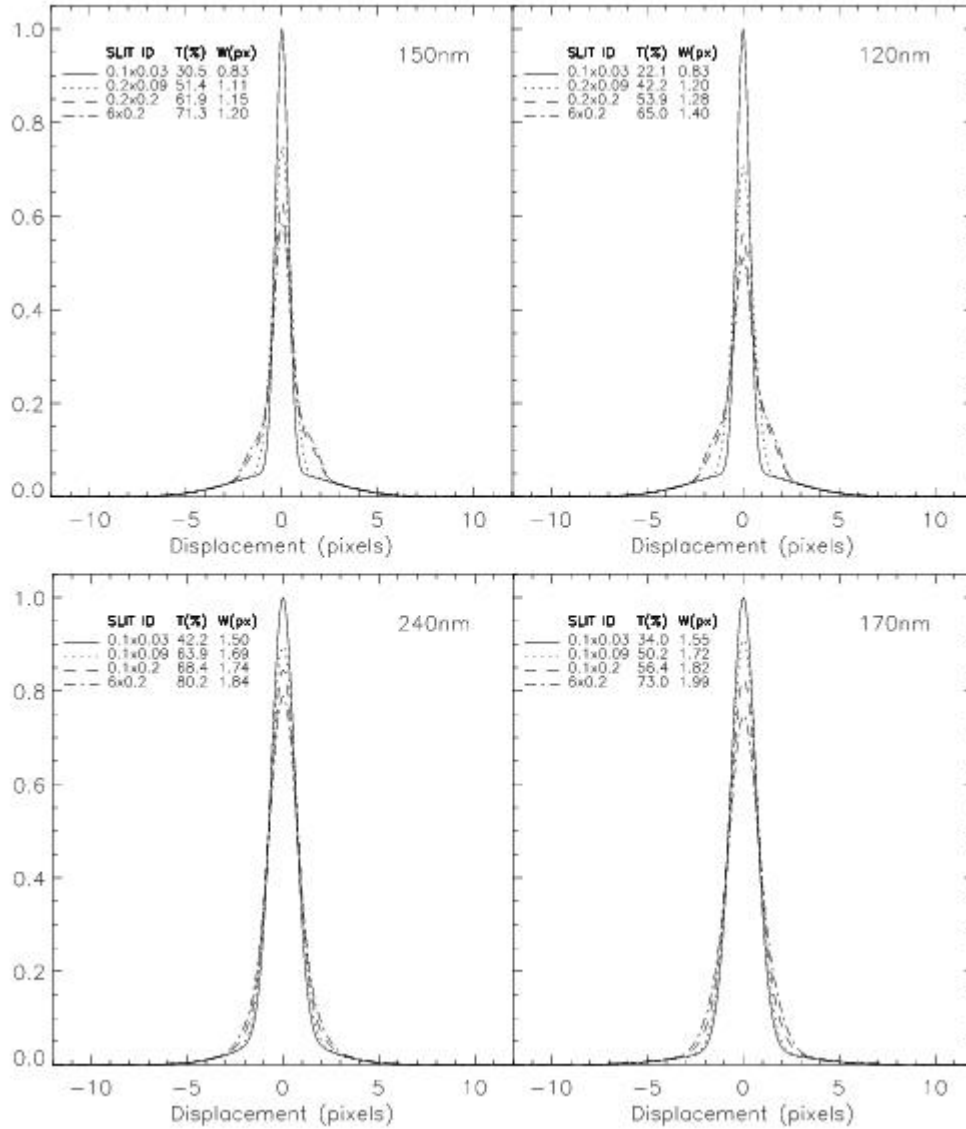 SLIT ID T(%) W(px) 150nm
0.1x0.03 30.5 0.83
0.2x0.09 51.4 1.11
0.2x0.2 61.9 1.15
6x0.2 71.3 1.20
1.0
0.8
0.6
0.4
0.2
0.0
-10 -5 0 5 10
Displacement (pixels)
SLIT ID T(%) W(px) 120nm
0.1x0.03 22.1 0.83
0.2x0.09 42.2 1.20
0.2x0.2 53.9 1.28
6x0.2 65.0 1.40
-10 -5 0 5 10
Displacement (pixels)
SLIT ID T(%) W(px) 240nm
0.1x0.03 42.2 1.50
0.1x0.09 63.9 1.69
0.1x0.2 68.4 1.74
6x0.2 80.2 1.84
1.0
0.8
0.6
0.4
0.2
0.0
-10 -5 0 5 10
Displacement (pixels)
SLIT ID T(%) W(px) 170nm
0.1x0.03 34.0 1.55
0.1x0.09 50.2 1.72
0.1x0.2 56.4 1.82
6x0.2 73.0 1.99
-10 -5 0 5 10
Displacement (pixels)